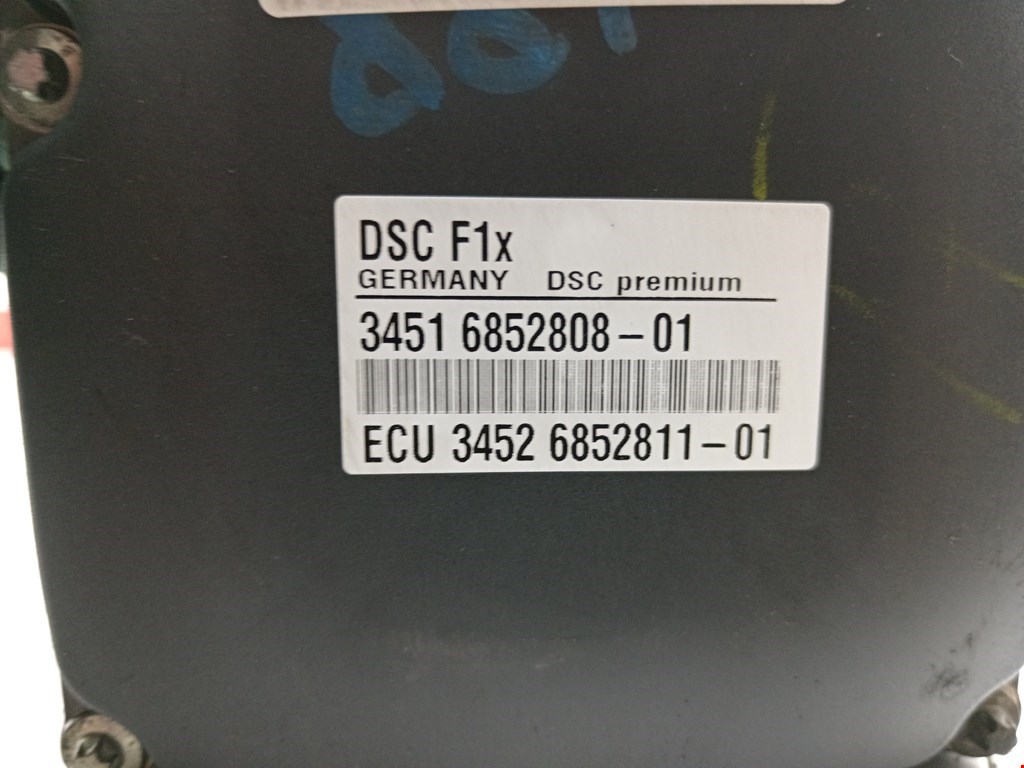 DSC F1x
GERMANY DSC premium
3451 6852808-01
ECU 3452 6852811-01